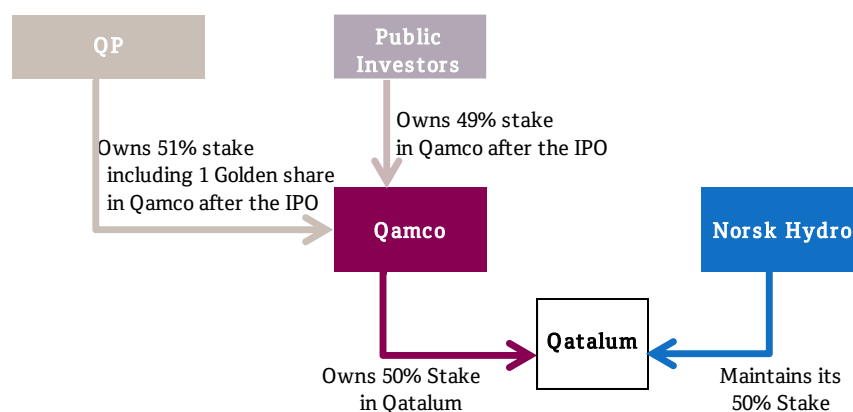 QP
Public
Investors
Owns 51% stake
including 1 Golden share
in Qamco after the IPO
Owns 49% stake
in Qamco after the IPO
Qamco
Norsk Hydro
Qatalum
Owns 50% Stake
in Qatalum
Maintains its
50% Stake